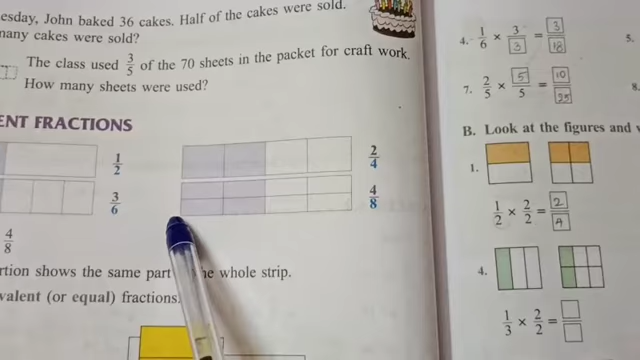 esday, John baked 36 cakes. Half of the cakes were sold.
many cakes were sold?
The class used 3/5 of the 70 sheets in the packet for craft work.
How many sheets were used?
ENT FRACTIONS
1/2
2/4
3/6
4/8
4/8
rtion shows the same part he whole strip.
valent (or equal) fractions.
4. 1/6 × 3/3 = 3/18
5.
7. 2/5 × 5/5 = 10/25
8.
B. Look at the figures and
1.
1/2 × 2/2 = 2/4
4.
1/3 × 2/2 =